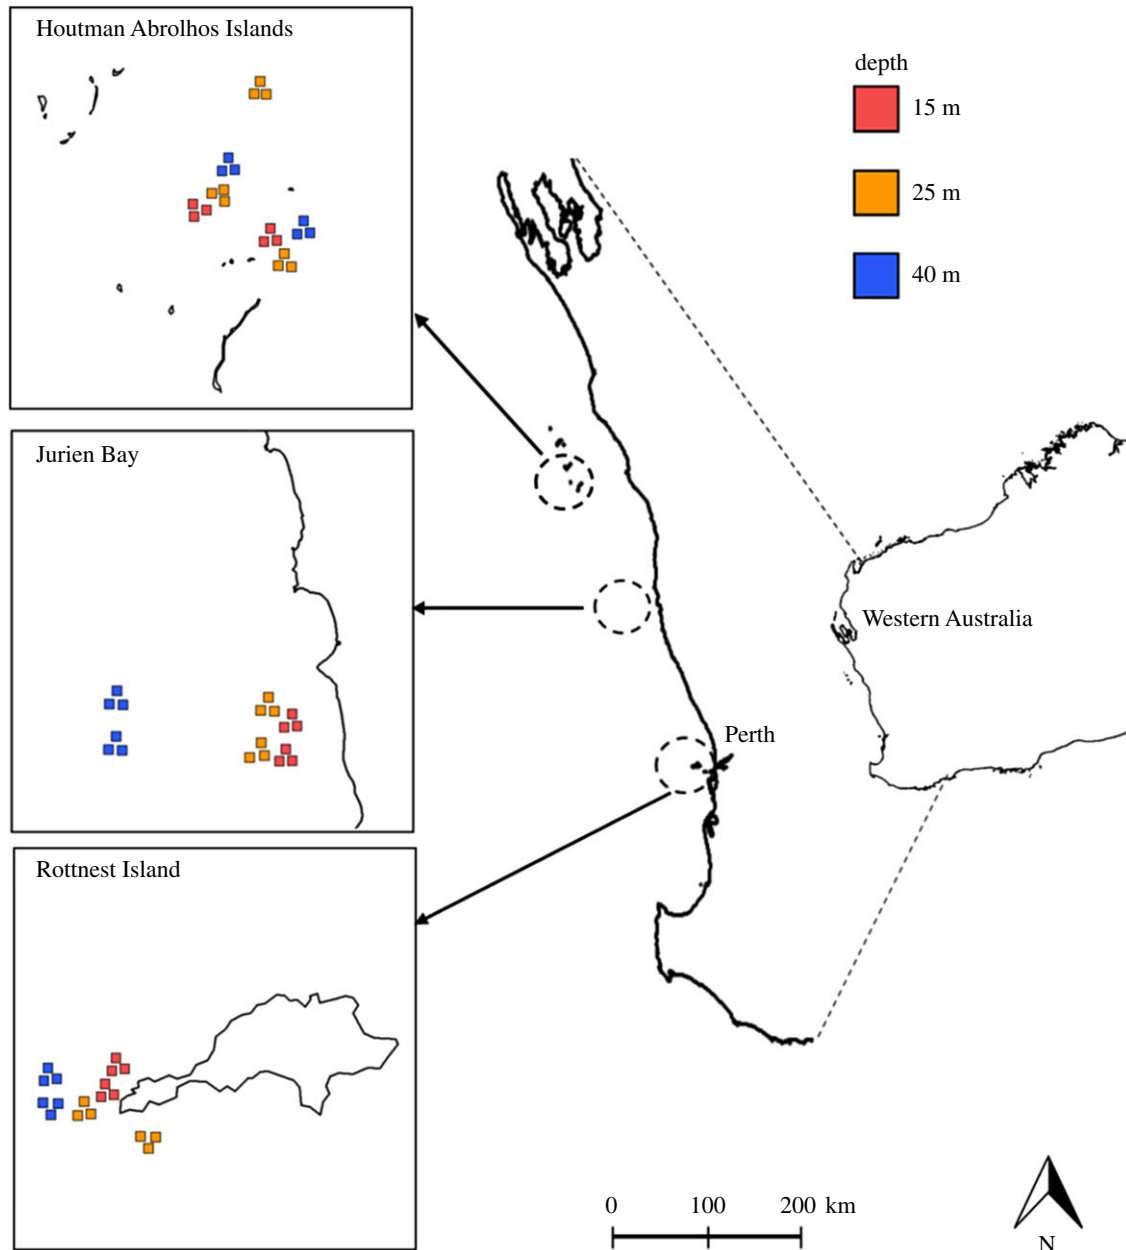 Houtman Abrolhos Islands
depth
15 m
25 m
40 m
Jurien Bay
Western Australia
Perth
Rottnest Island
0 100 200 km
N